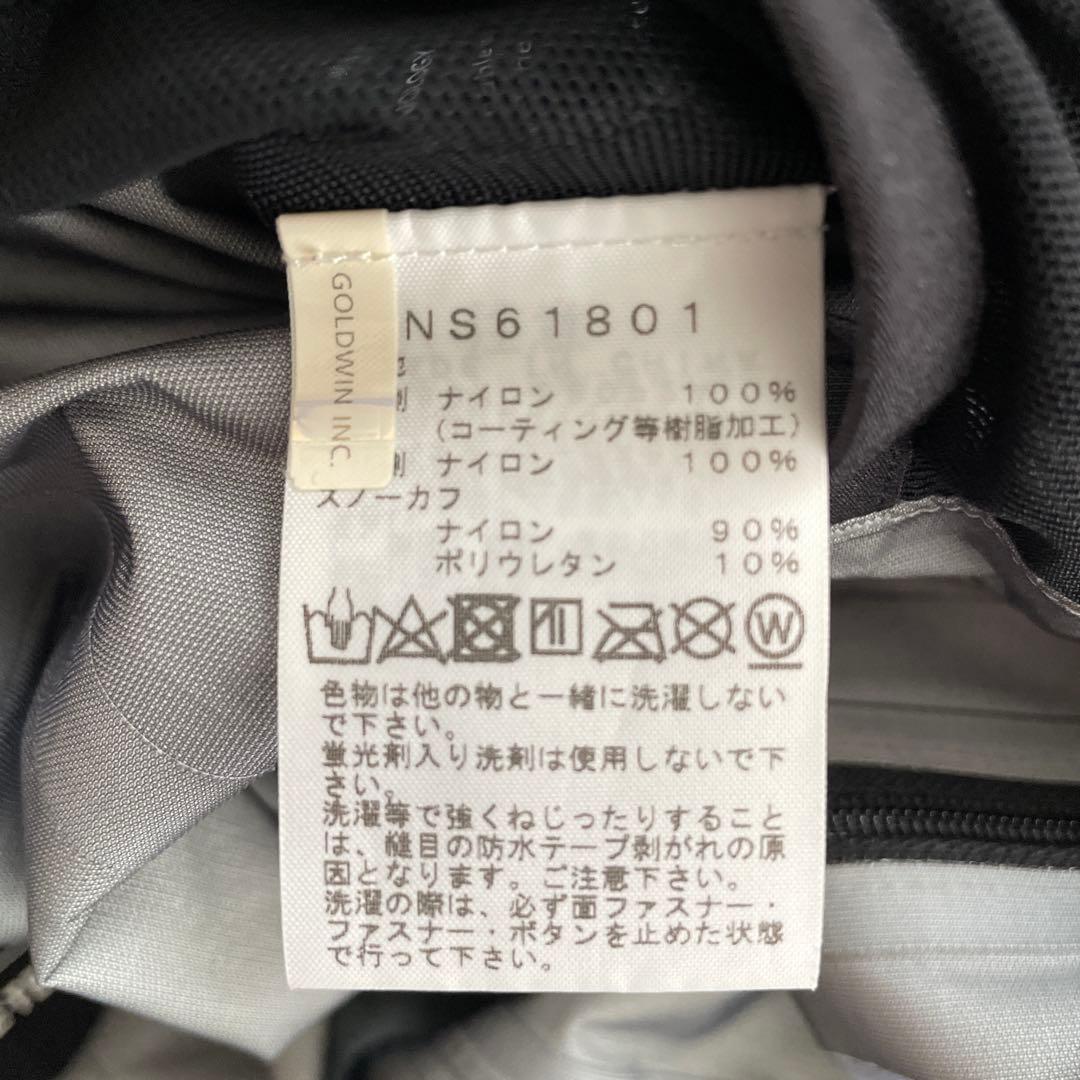 GOLDWIN INC.
NS61801
地
側 ナイロン 100%
(コーティング等樹脂加工)
側 ナイロン 100%
スノーカフ
ナイロン 90%
ポリウレタン 10%
W
色物は他の物と一緒に洗濯しない
で下さい。
蛍光剤入り洗剤は使用しないで下
さい。
洗濯等で強くねじったりすること
は、縫目の防水テープ剥がれの原
因となります。ご注意下さい。
洗濯の際は、必ず面ファスナー・
ファスナー・ボタンを止めた状態
で行って下さい。